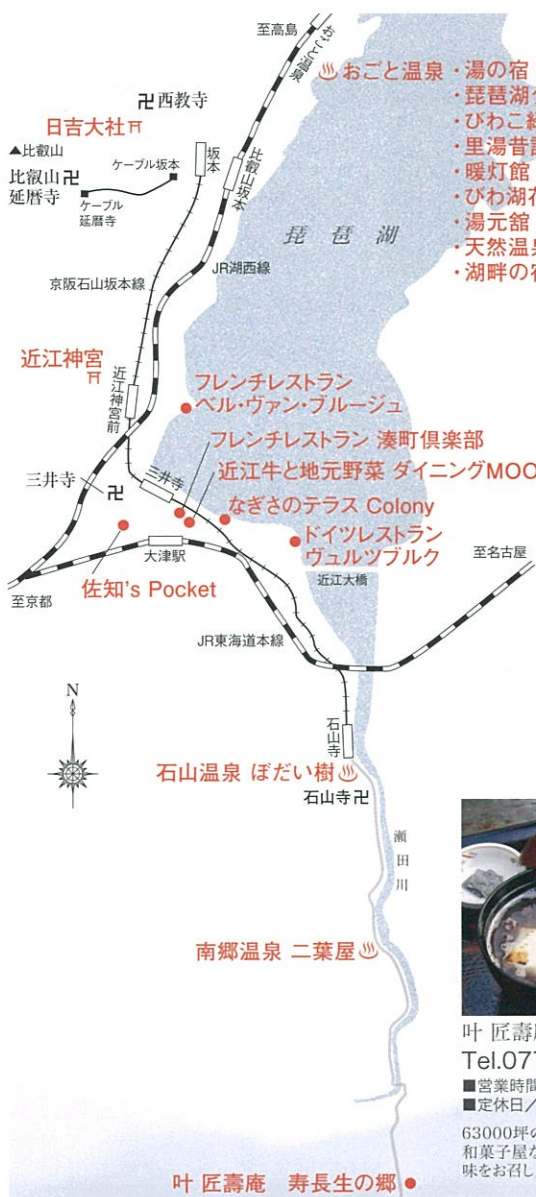 至高島
おごと温泉
おごと温泉
・湯の宿
・琵琶湖
・びわこ
・里湯昔
・暖灯館
・びわ湖花
・湯元舘
・天然温泉
・湖畔の宿
西教寺
日吉大社
▲比叡山
比叡山
延暦寺
ケーブル坂本
ケーブル
延暦寺
坂本
比叡山坂本
琵琶湖
京阪石山坂本線
JR湖西線
近江神宮
近江神宮前
フレンチレストラン
ベル・ヴァン・ブルージュ
フレンチレストラン 湊町倶楽部
三井寺
三井寺
近江牛と地元野菜 ダイニングMOO
なぎさのテラス Colony
ドイツレストラン
ヴュルツブルク
大津駅
近江大橋
至名古屋
至京都
佐知's Pocket
JR東海道本線
N
石山寺
石山温泉 ぼだい樹
石山寺
瀬田川
南郷温泉 二葉屋
叶 匠壽庵 寿長生の郷
叶 匠壽
Tel.077
■営業時間
■定休日/
63000坪の
和菓子屋な
味をお召し